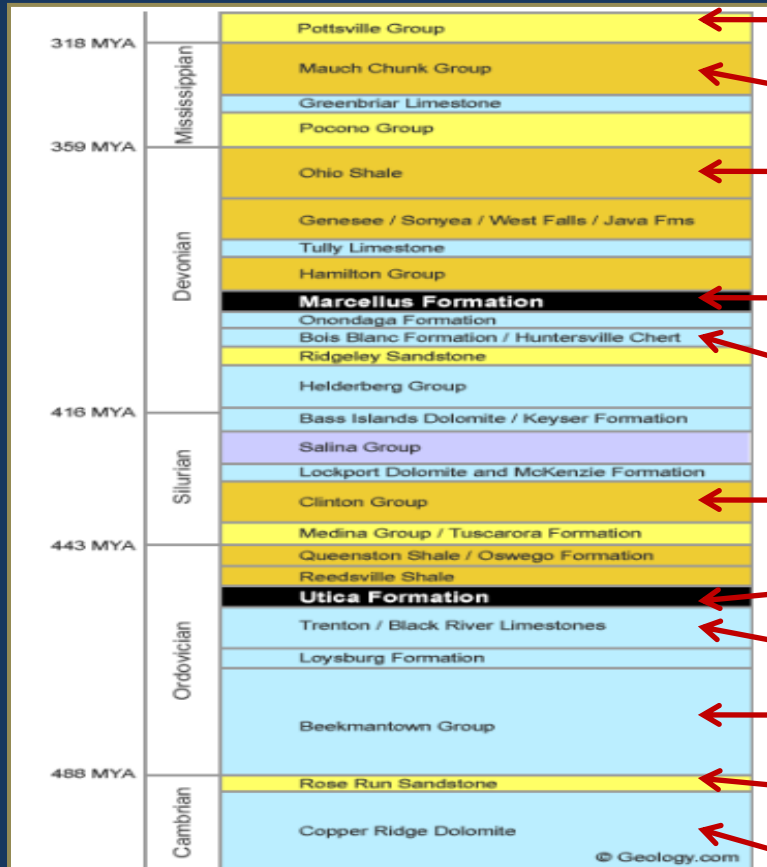 Pottsville Group
318 MYA
Mississippian
Mauch Chunk Group
Greenbriar Limestone
Pocono Group
359 MYA
Devonian
Ohio Shale
Genesee / Sonyea / West Falls / Java Fms
Tully Limestone
Hamilton Group
Marcellus Formation
Onondaga Formation
Bois Blanc Formation / Huntersville Chert
Ridgeley Sandstone
Helderberg Group
416 MYA
Bass Islands Dolomite / Keyser Formation
Silurian
Salina Group
Lockport Dolomite and McKenzie Formation
Clinton Group
Medina Group / Tuscarora Formation
443 MYA
Ordovician
Queenston Shale / Oswego Formation
Reedsville Shale
Utica Formation
Trenton / Black River Limestones
Loysburg Formation
Beekmantown Group
488 MYA
Cambrian
Rose Run Sandstone
Copper Ridge Dolomite
© Geology.com